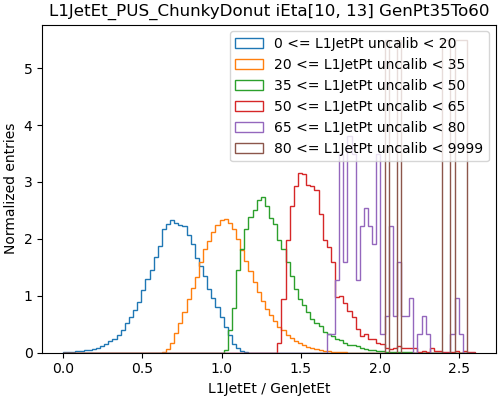 L1JetEt_PUS_ChunkyDonut iEta[10, 13] GenPt35To60
0 <= L1JetPt uncalib < 20
20 <= L1JetPt uncalib < 35
35 <= L1JetPt uncalib < 50
50 <= L1JetPt uncalib < 65
65 <= L1JetPt uncalib < 80
80 <= L1JetPt uncalib < 9999
Normalized entries
5
4
3
2
1
0
0.0 0.5 1.0 1.5 2.0 2.5
L1JetEt / GenJetEt